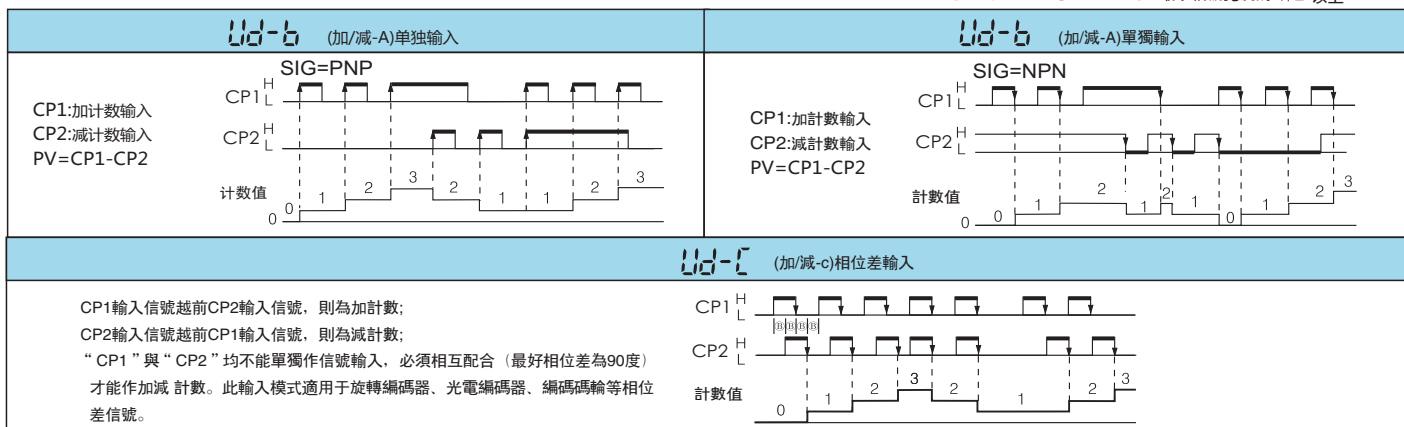 以上
Ud-b (加/减-A)单独输入
CP1:加计数输入
CP2:减计数输入
PV=CP1-CP2
SIG=PNP
CP1 H L
CP2 H L
计数值
0 0 1 2 3 2 1 1 2 3
Ud-b (加/減-A)單獨輸入
CP1:加計數輸入
CP2:減計數輸入
PV=CP1-CP2
SIG=NPN
CP1 H L
CP2 H L
計數值
0 0 1 2 1 2 1 0 1 2 3
Ud-C (加/減-c)相位差輸入
CP1輸入信號越前CP2輸入信號，則為加計數;
CP2輸入信號越前CP1輸入信號，則為減計數;
“CP1”與“CP2”均不能單獨作信號輸入，必須相互配合（最好相位差為90度）
才能作加減 計數。此輸入模式適用于旋轉編碼器、光電編碼器、編碼碼輪等相位
差信號。
CP1 H L
Ⓑ Ⓑ Ⓑ Ⓑ
CP2 H L
計數值
0 1 2 3 2 1 2 3